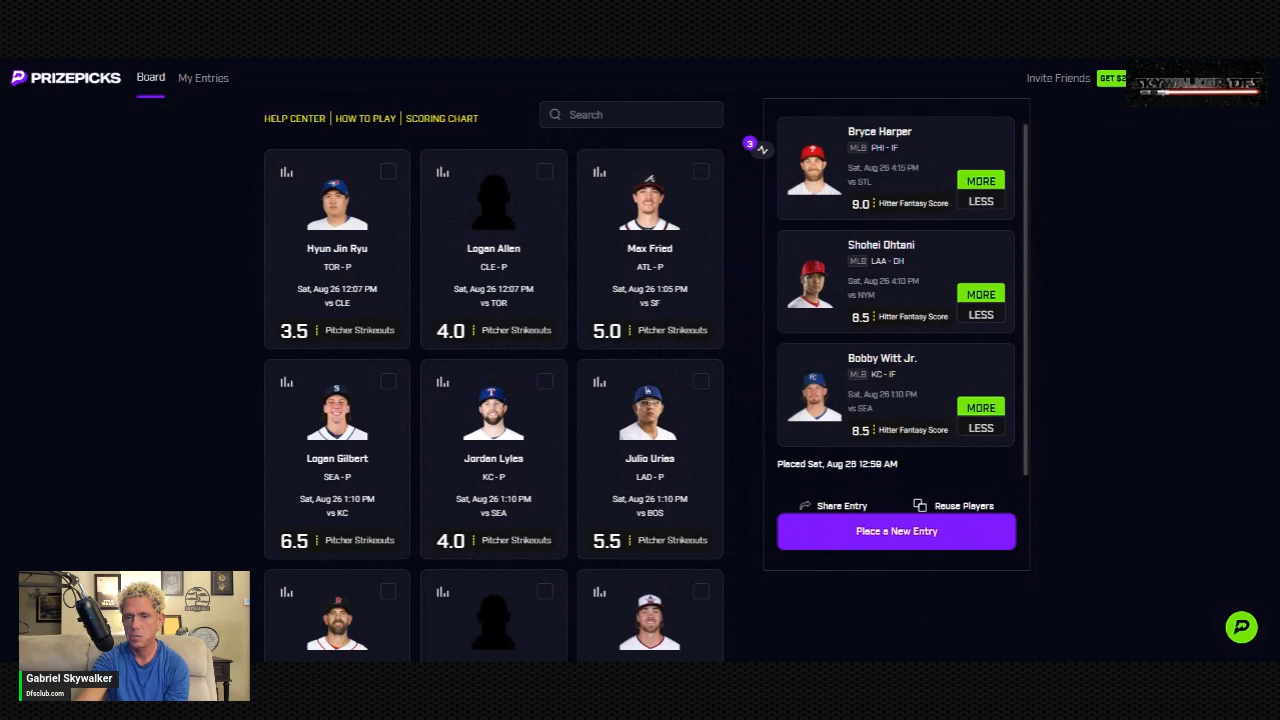 PRIZEPICKS
Board
My Entries
Invite Friends
GET $2
SKYWALKER DFS
HELP CENTER | HOW TO PLAY | SCORING CHART
Search
Hyun Jin Ryu
TOR - P
Sat, Aug 26 12:07 PM
vs CLE
3.5 Pitcher Strikeouts
Logan Allen
CLE - P
Sat, Aug 26 12:07 PM
vs TOR
4.0 Pitcher Strikeouts
Max Fried
ATL - P
Sat, Aug 26 1:05 PM
vs SF
5.0 Pitcher Strikeouts
Logan Gilbert
SEA - P
Sat, Aug 26 1:10 PM
vs KC
6.5 Pitcher Strikeouts
Jordan Lyles
KC - P
Sat, Aug 26 1:10 PM
vs SEA
4.0 Pitcher Strikeouts
Julio Urias
LAD - P
Sat, Aug 26 1:10 PM
vs BOS
5.5 Pitcher Strikeouts
3
Bryce Harper
MLB PHI - IF
Sat, Aug 26 4:15 PM
vs STL
9.0 Hitter Fantasy Score
MORE
LESS
Shohei Ohtani
MLB LAA - DH
Sat, Aug 26 4:10 PM
vs NYM
8.5 Hitter Fantasy Score
MORE
LESS
Bobby Witt Jr.
MLB KC - IF
Sat, Aug 26 1:10 PM
vs SEA
8.5 Hitter Fantasy Score
MORE
LESS
Placed Sat, Aug 26 12:59 AM
Share Entry
Reuse Players
Place a New Entry
Gabriel Skywalker
Dfsclub.com